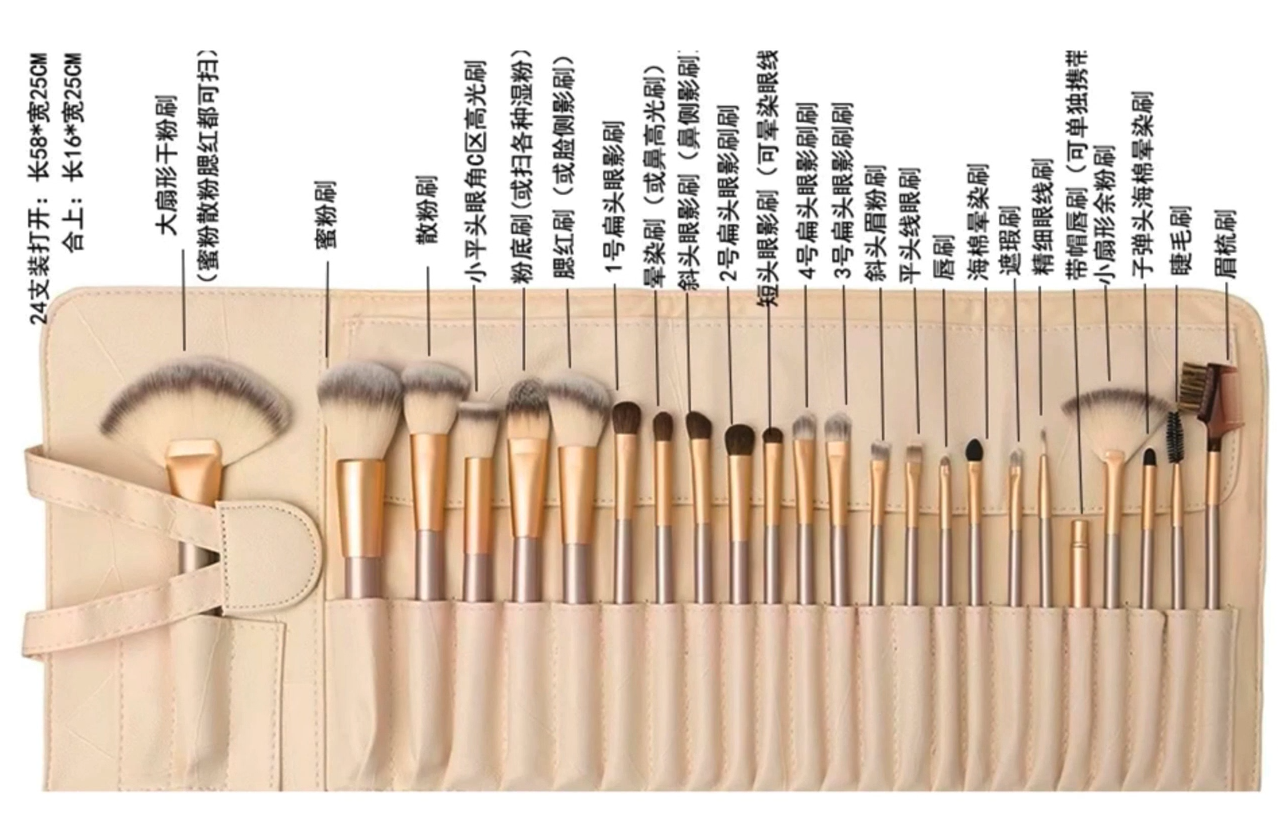 24支装打开：长58*宽25CM
合上：长16*宽25CM
大扇形干粉刷
（蜜粉散粉腮红都可扫）
蜜粉刷
散粉刷
小平头眼角C区高光刷
粉底刷(或扫各种湿粉)
腮红刷（或脸侧影刷）
1号扁头眼影刷
晕染刷（或鼻高光刷）
斜头眼影刷（鼻侧影刷
2号扁头眼影刷刷
短头眼影刷（可晕染眼线
4号扁头眼影刷刷
3号扁头眼影刷刷
斜头眉粉刷
平头线眼刷
唇刷
海棉晕染刷
遮瑕刷
精细眼线刷
带帽唇刷（可单独携带
小扇形余粉刷
子弹头海棉晕染刷
睫毛刷
眉梳刷